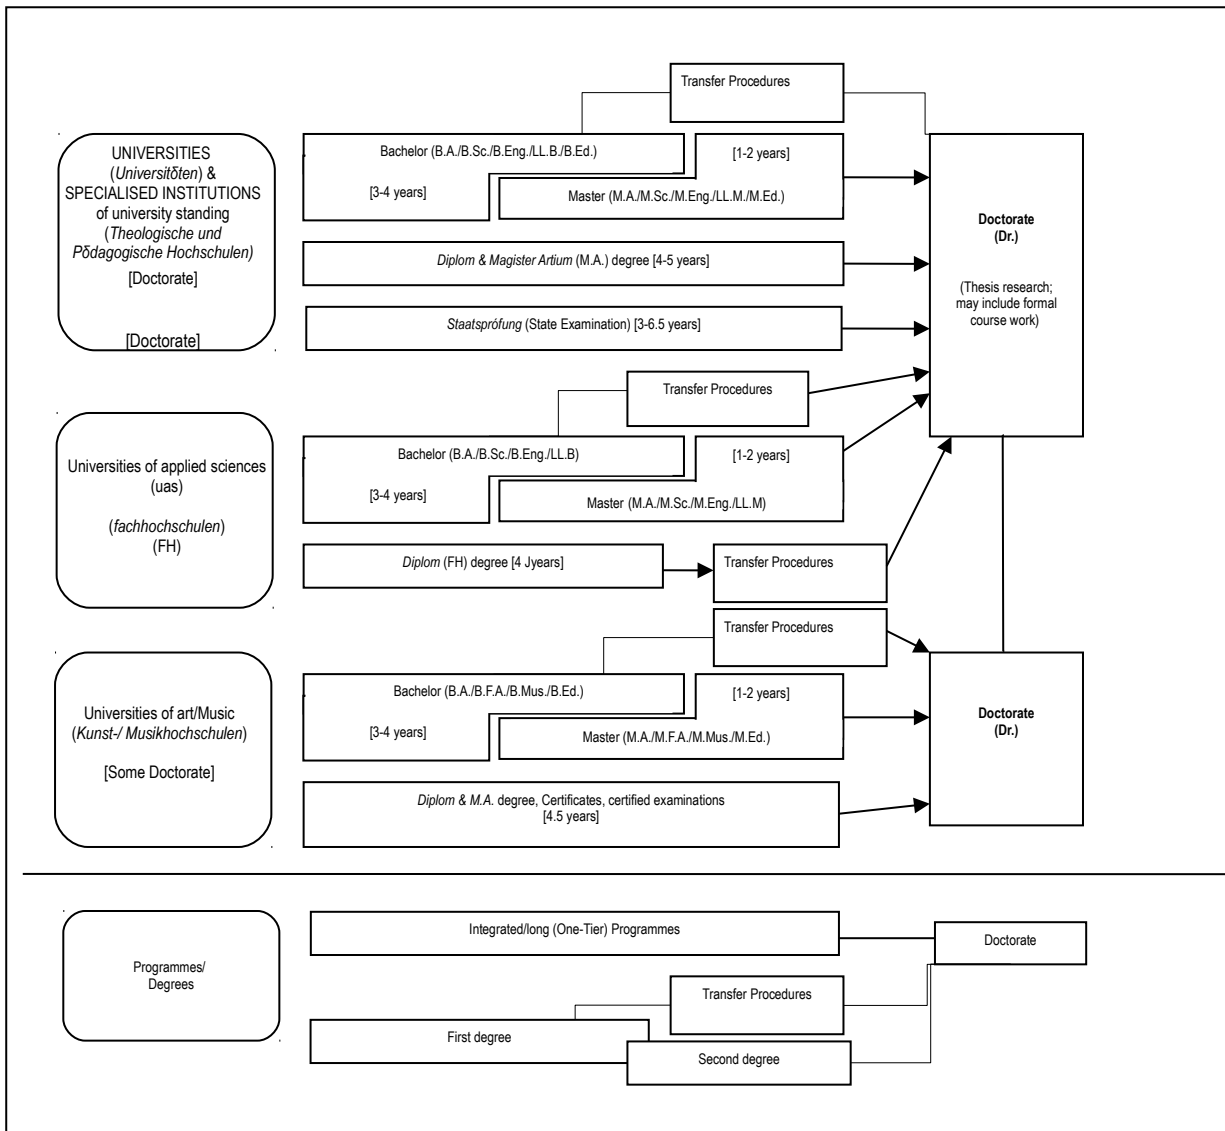 Transfer Procedures
UNIVERSITIES
(Universitδten) &
SPECIALISED INSTITUTIONS
of university standing
(Theologische und
Pδdagogische Hochschulen)
[Doctorate]
[Doctorate]
Bachelor (B.A./B.Sc./B.Eng./LL.B./B.Ed.)
[3-4 years]
[1-2 years]
Master (M.A./M.Sc./M.Eng./LL.M./M.Ed.)
Diplom & Magister Artium (M.A.) degree [4-5 years]
Staatsprófung (State Examination) [3-6.5 years]
Doctorate
(Dr.)
(Thesis research;
may include formal
course work)
Transfer Procedures
Universities of applied sciences
(uas)
(fachhochschulen)
(FH)
Bachelor (B.A./B.Sc./B.Eng./LL.B)
[3-4 years]
[1-2 years]
Master (M.A./M.Sc./M.Eng./LL.M)
Diplom (FH) degree [4 Jyears]
Transfer Procedures
Transfer Procedures
Universities of art/Music
(Kunst-/ Musikhochschulen)
[Some Doctorate]
Bachelor (B.A./B.F.A./B.Mus./B.Ed.)
[3-4 years]
[1-2 years]
Master (M.A./M.F.A./M.Mus./M.Ed.)
Diplom & M.A. degree, Certificates, certified examinations
[4.5 years]
Doctorate
(Dr.)
Programmes/
Degrees
Integrated/long (One-Tier) Programmes
Doctorate
Transfer Procedures
First degree
Second degree